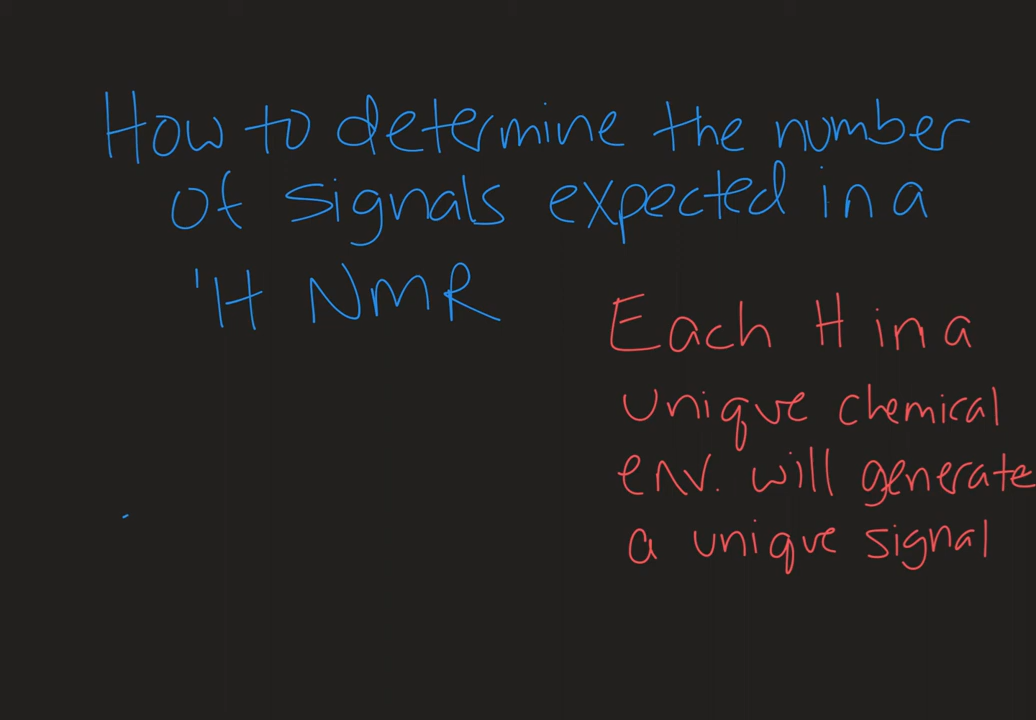 How to determine the number
of signals expected in a
¹H NMR
Each H in a
unique chemical
env. will generate
a unique signal